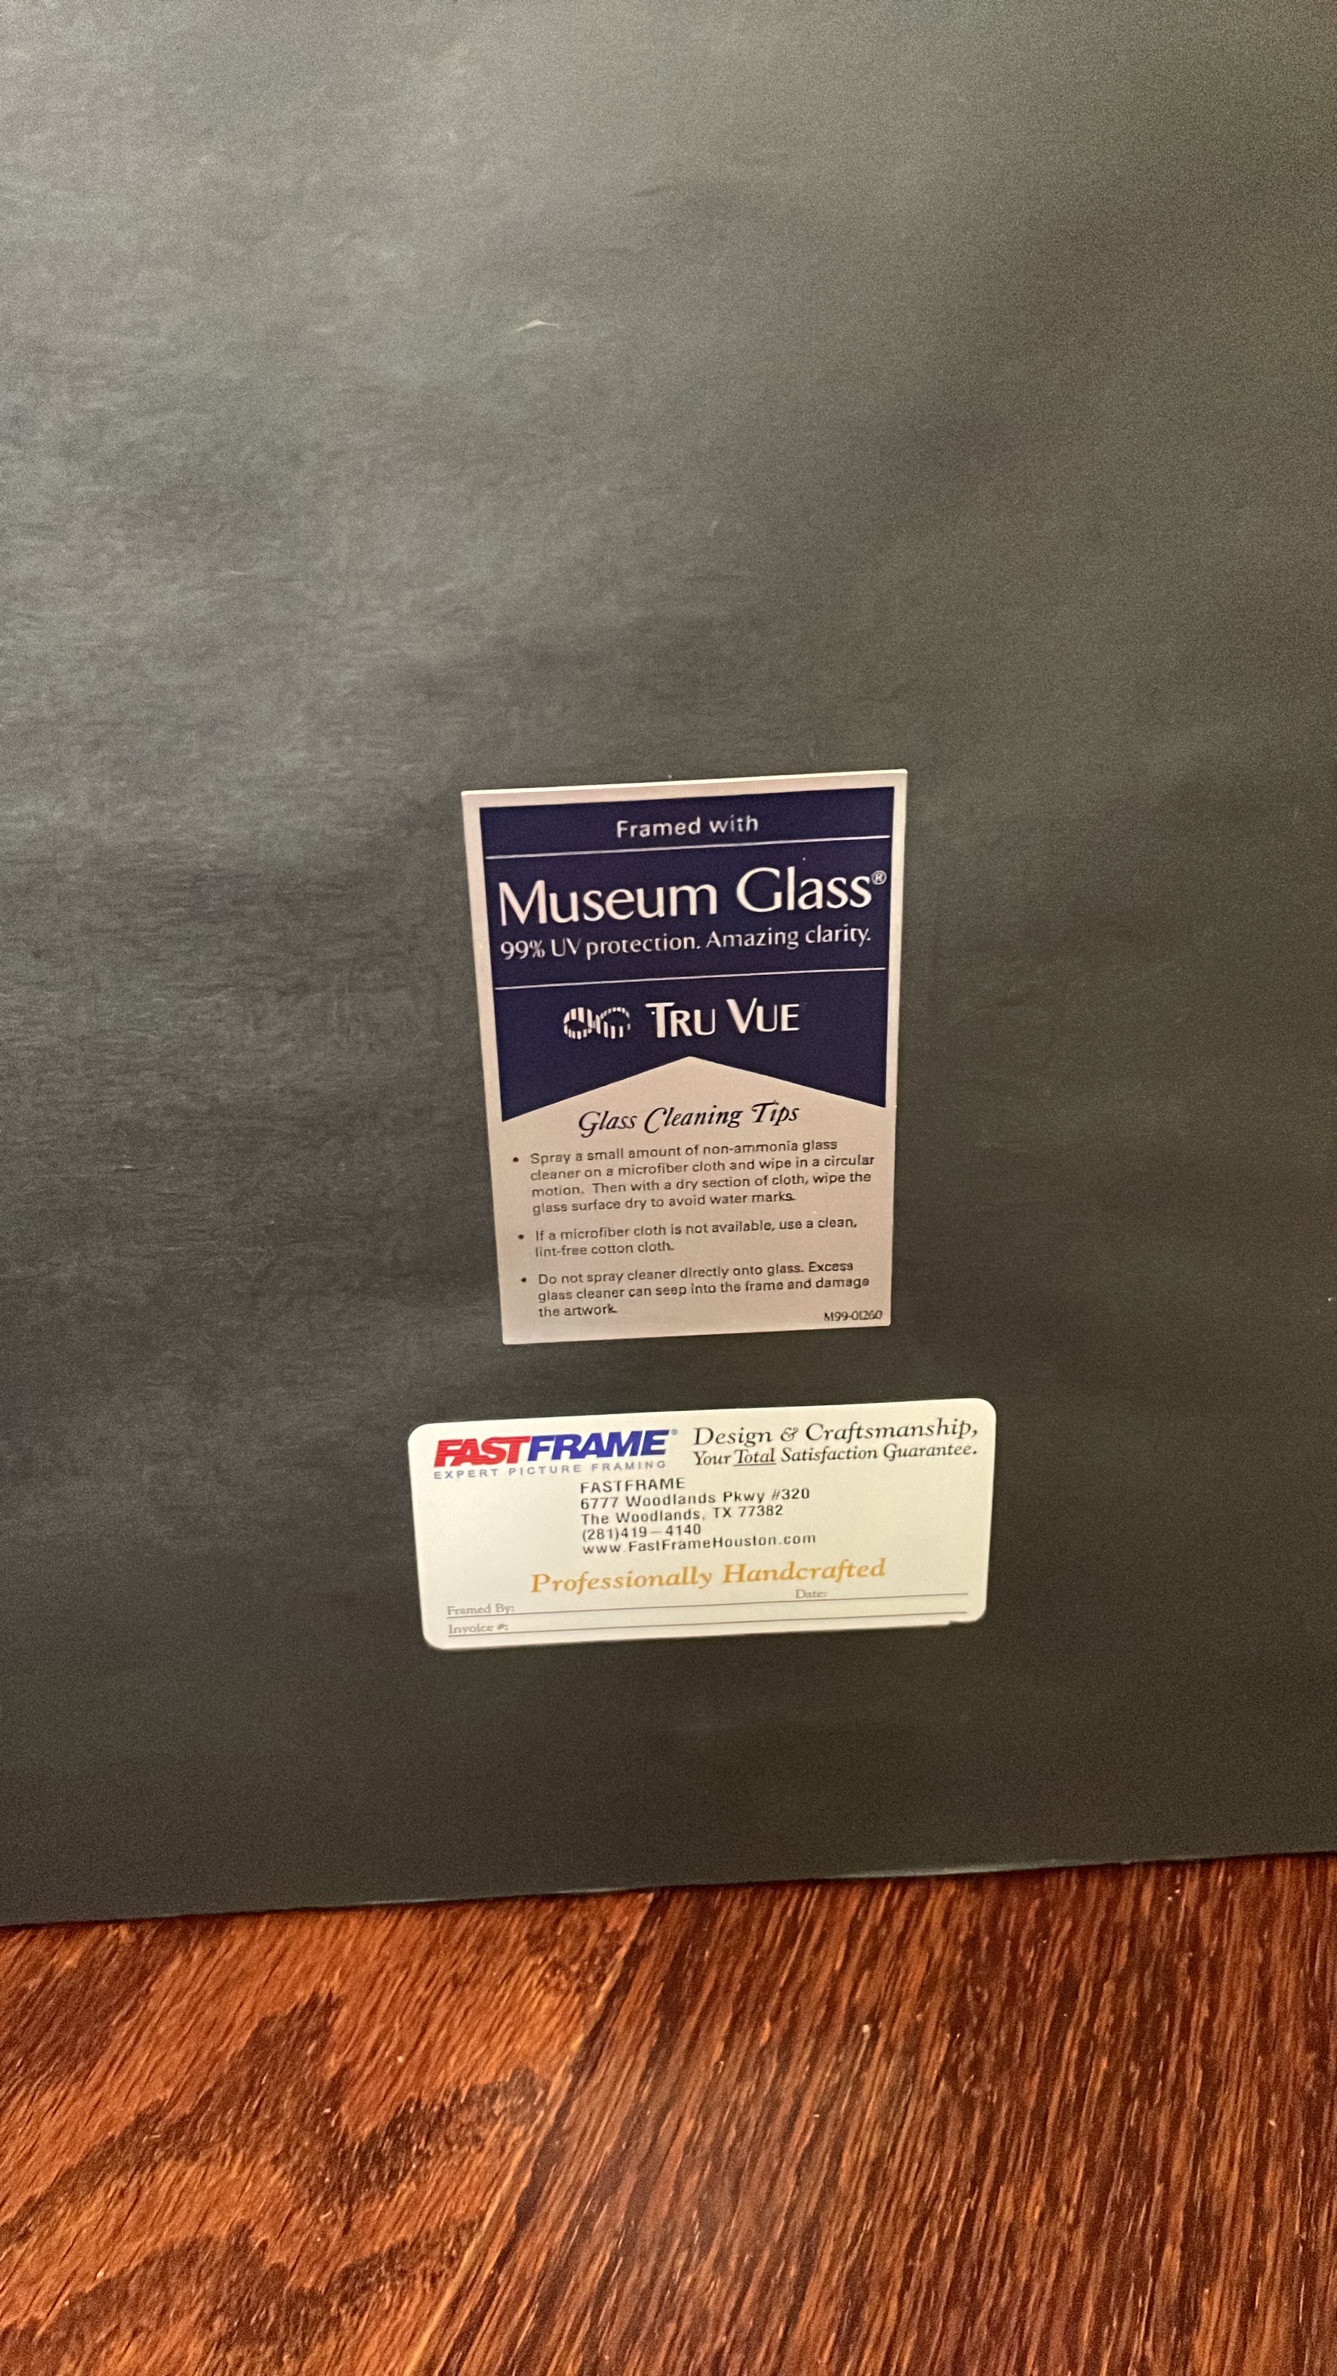 Framed with
Museum Glass®
99% UV protection. Amazing clarity.
TRU VUE
Glass Cleaning Tips
• Spray a small amount of non-ammonia glass
cleaner on a microfiber cloth and wipe in a circular
motion. Then with a dry section of cloth, wipe the
glass surface dry to avoid water marks.
• If a microfiber cloth is not available, use a clean,
lint-free cotton cloth.
• Do not spray cleaner directly onto glass. Excess
glass cleaner can seep into the frame and damage
the artwork.
M99-01260
FASTFRAME®
EXPERT PICTURE FRAMING
Design & Craftsmanship,
Your Total Satisfaction Guarantee.
FASTFRAME
6777 Woodlands Pkwy #320
The Woodlands, TX 77382
(281)419-4140
www.FastFrameHouston.com
Professionally Handcrafted
Framed By: Date:
Invoice #: